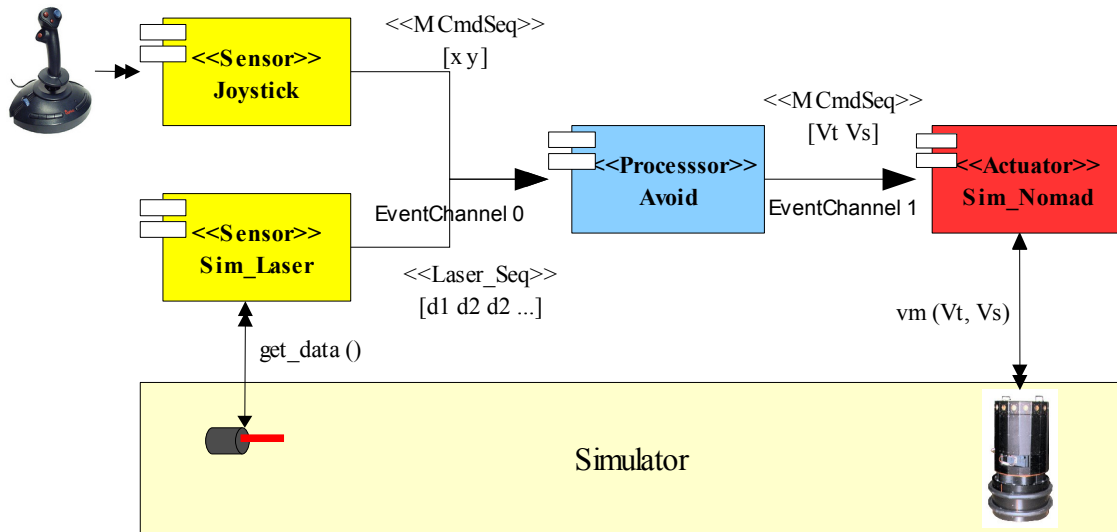 <<MCmdSeq>>
[x y]
<<Sensor>>
Joystick
<<MCmdSeq>>
[Vt Vs]
<<Processsor>>
Avoid
<<Actuator>>
Sim_Nomad
EventChannel 0
EventChannel 1
<<Sensor>>
Sim_Laser
<<Laser_Seq>>
[d1 d2 d2 ...]
vm (Vt, Vs)
get_data ()
Simulator